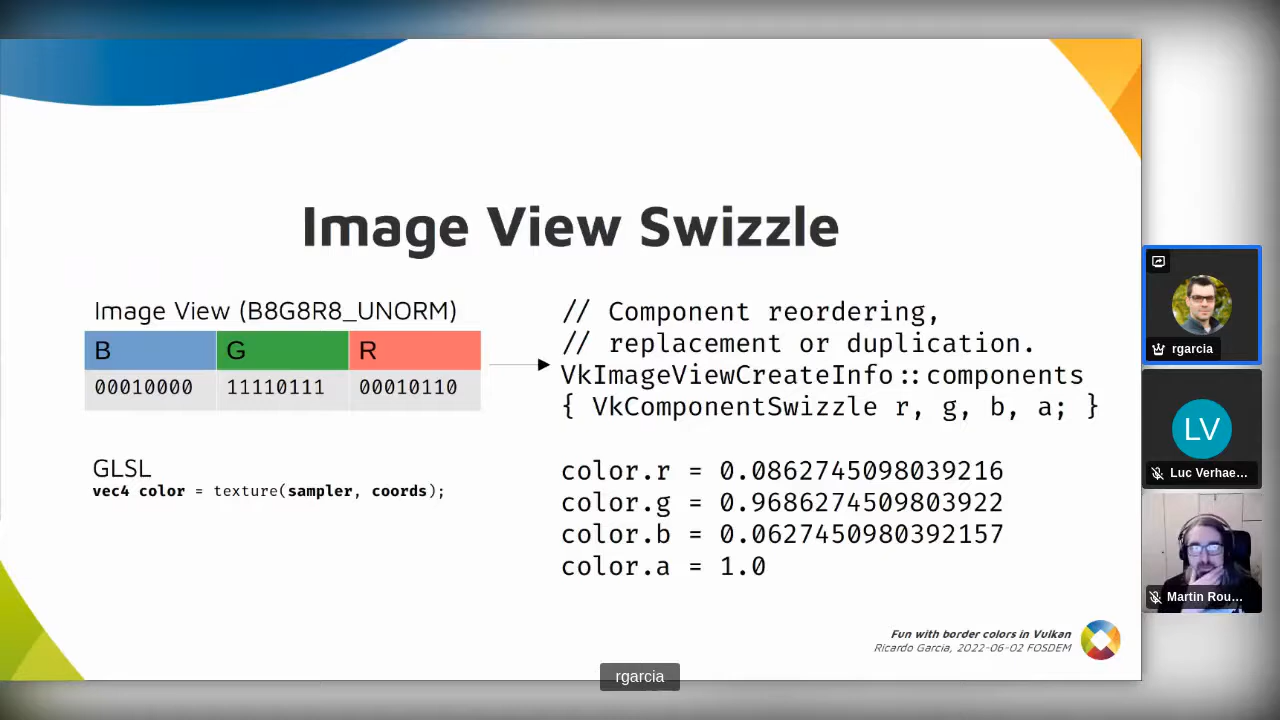 Image View Swizzle
Image View (B8G8R8_UNORM)
B G R
00010000 11110111 00010110
GLSL
vec4 color = texture(sampler, coords);
// Component reordering,
// replacement or duplication.
VkImageViewCreateInfo::components
{ VkComponentSwizzle r, g, b, a; }
color.r = 0.0862745098039216
color.g = 0.9686274509803922
color.b = 0.0627450980392157
color.a = 1.0
Fun with border colors in Vulkan
Ricardo Garcia, 2022-06-02 FOSDEM
rgarcia
rgarcia
LV
Luc Verhae...
Martin Rou...